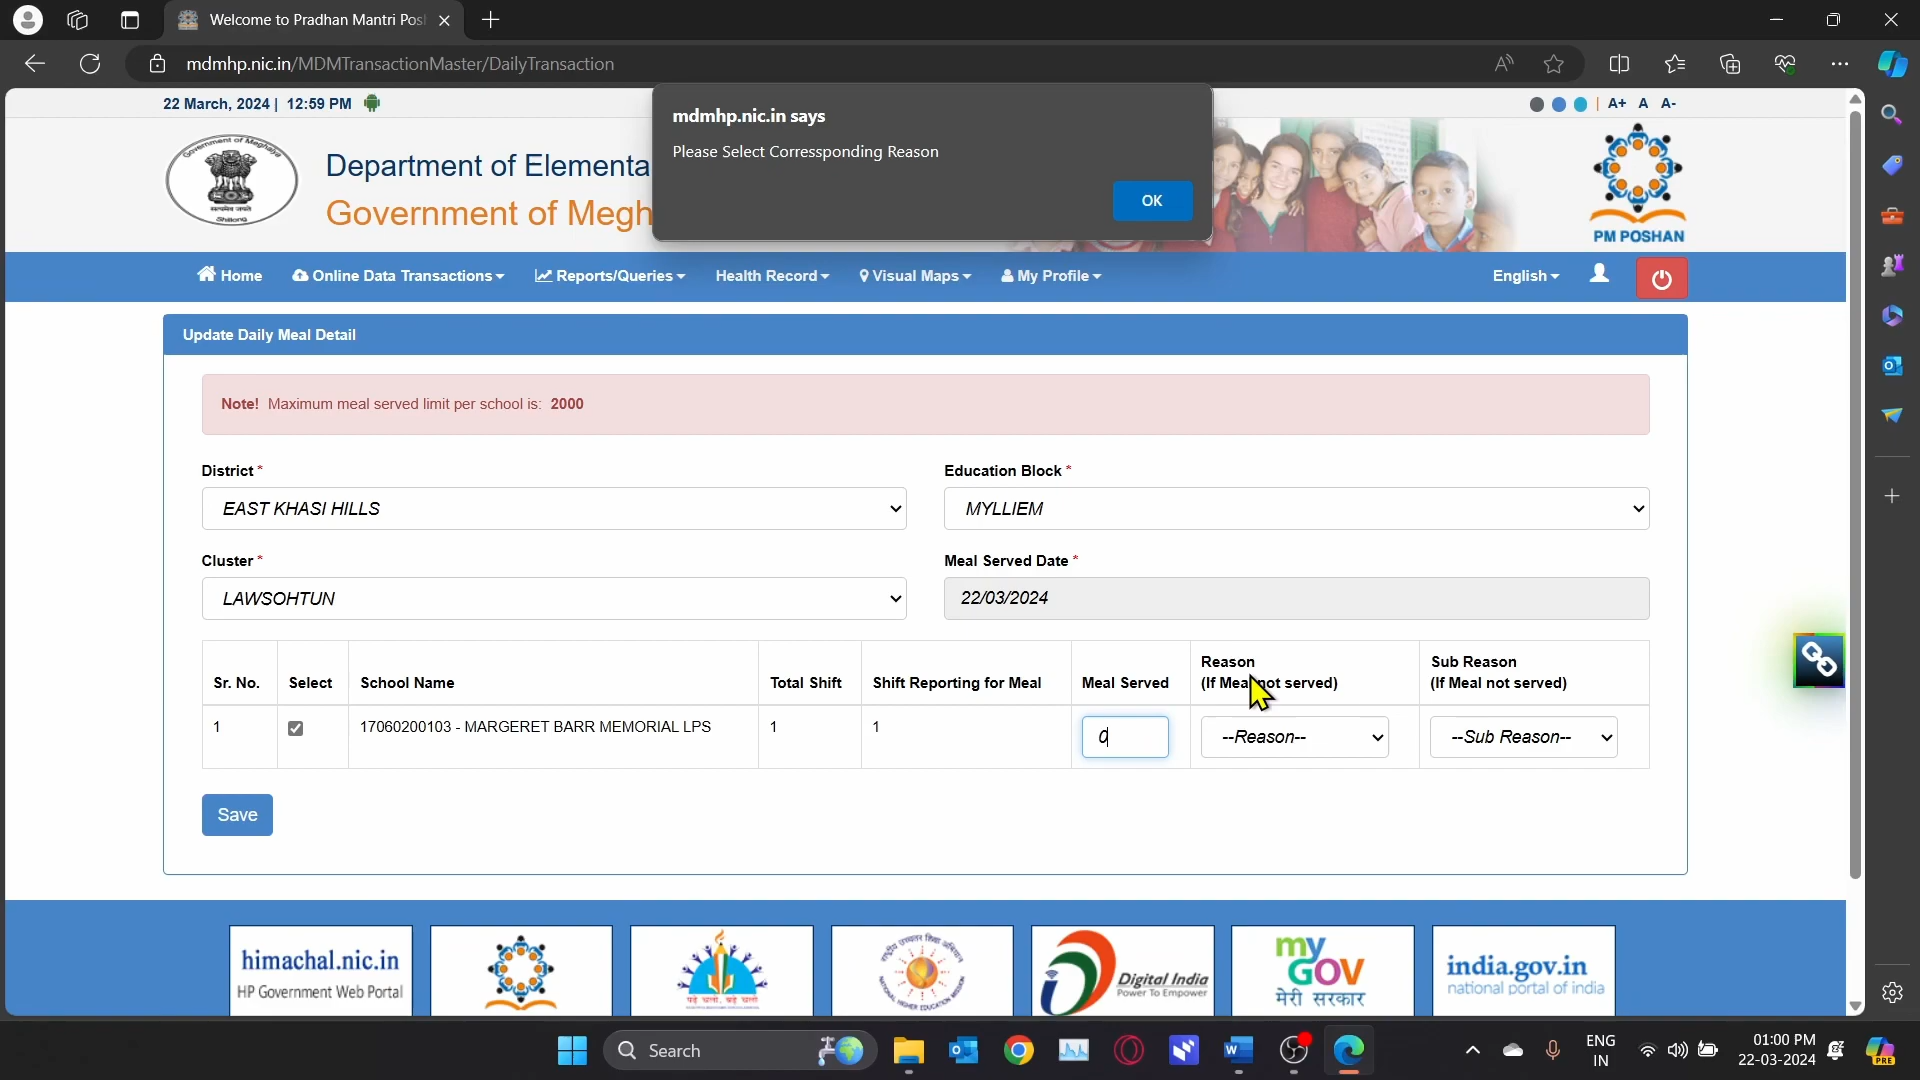 Welcome to Pradhan Mantri Pos
mdmhp.nic.in/MDMTransactionMaster/DailyTransaction
22 March, 2024 | 12:59 PM
A+ A A-
mdmhp.nic.in says
Please Select Corressponding Reason
OK
Department of Elementa
Government of Megh
सत्यमेव जयते
Shillong
PM POSHAN
Home
Online Data Transactions
Reports/Queries
Health Record
Visual Maps
My Profile
English
Update Daily Meal Detail
Note! Maximum meal served limit per school is: 2000
District *
Education Block *
EAST KHASI HILLS
MYLLIEM
Cluster *
Meal Served Date *
LAWSOHTUN
22/03/2024
Sr. No. Select School Name Total Shift Shift Reporting for Meal Meal Served Reason (If Meal not served) Sub Reason (If Meal not served)
1 17060200103 - MARGERET BARR MEMORIAL LPS 1 1 0 --Reason-- --Sub Reason--
Save
himachal.nic.in
HP Government Web Portal
Digital India
Power To Empower
my
GOV
मेरी सरकार
india.gov.in
national portal of india
Search
ENG
IN
01:00 PM
22-03-2024
PRE